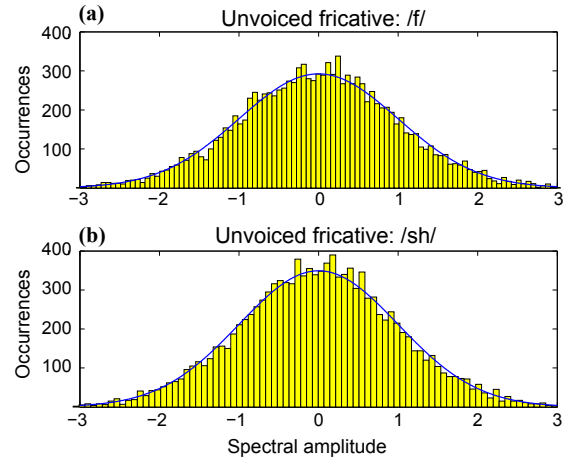 (a) Unvoiced fricative: /f/
400
300
200
100
Occurrences
−3 −2 −1 0 1 2 3
(b) Unvoiced fricative: /sh/
400
300
200
100
Occurrences
−3 −2 −1 0 1 2 3
Spectral amplitude